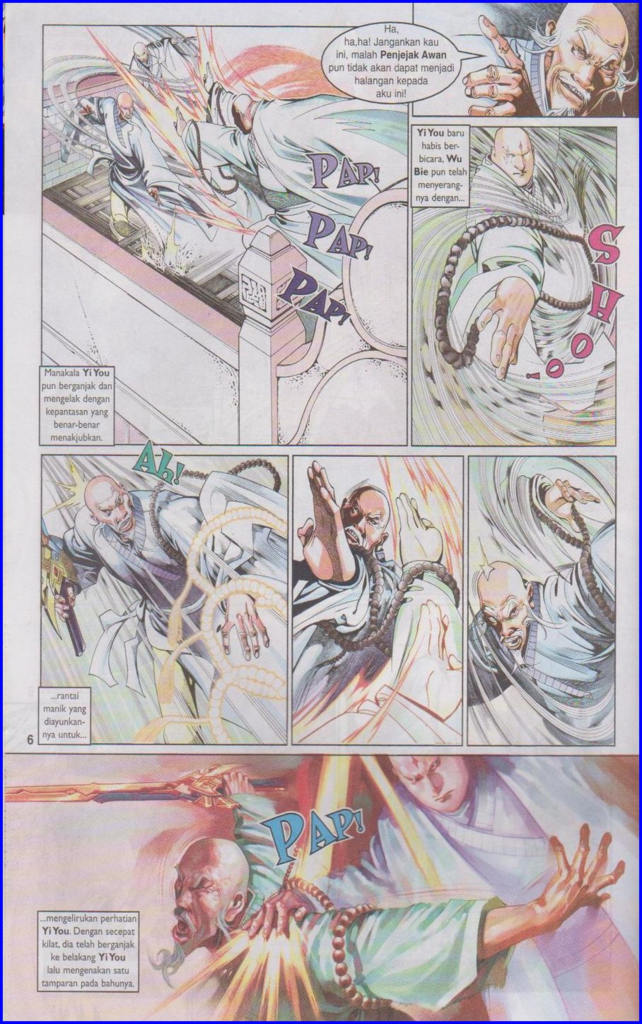 Ha,
ha,ha! Jangankan kau
ini, malah Penjejak Awan
pun tidak akan dapat menjadi
halangan kepada
aku ini!
PAP!
PAP!
PAP!
Manakala Yi You
pun berganjak dan
mengelak dengan
kepantasan yang
benar-benar
menakjubkan.
Yi You baru
habis ber-
bicara, Wu
Bie pun telah
menyerang-
nya dengan...
SHOO..
Ah!
...rantai
manik yang
diayunkan-
nya untuk...
6
PAP!
...mengelirukan perhatian
Yi You. Dengan secepat
kilat, dia telah berganjak
ke belakang Yi You
lalu mengenakan satu
tamparan pada bahunya.